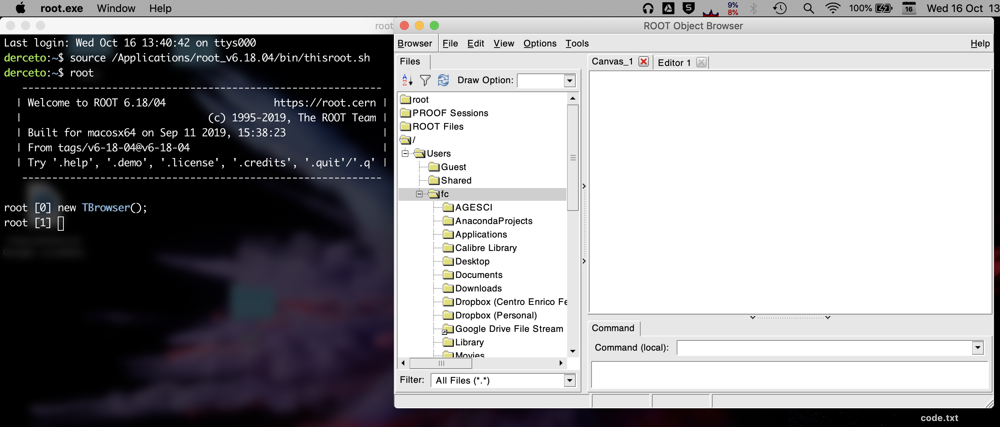 root.exe Window Help 9% 100% 16 Wed 16 Oct 13
8%
root
Last login: Wed Oct 16 13:40:42 on ttys000
derceto:~$ source /Applications/root_v6.18.04/bin/thisroot.sh
derceto:~$ root
------------------------------------------------------------
| Welcome to ROOT 6.18/04 https://root.cern |
| (c) 1995-2019, The ROOT Team |
| Built for macosx64 on Sep 11 2019, 15:38:23 |
| From tags/v6-18-04@v6-18-04 |
| Try '.help', '.demo', '.license', '.credits', '.quit'/'.q' |
------------------------------------------------------------
root [0] new TBrowser();
root [1]
ROOT Object Browser
Browser File Edit View Options Tools Help
Files
Draw Option:
root
PROOF Sessions
ROOT Files
/
Users
Guest
Shared
fc
AGESCI
AnacondaProjects
Applications
Calibre Library
Desktop
Documents
Downloads
Dropbox (Centro Enrico Fe
Dropbox (Personal)
Google Drive File Stream
Library
Movies
Filter: All Files (*.*)
Canvas_1 Editor 1
Command
Command (local):
code.txt